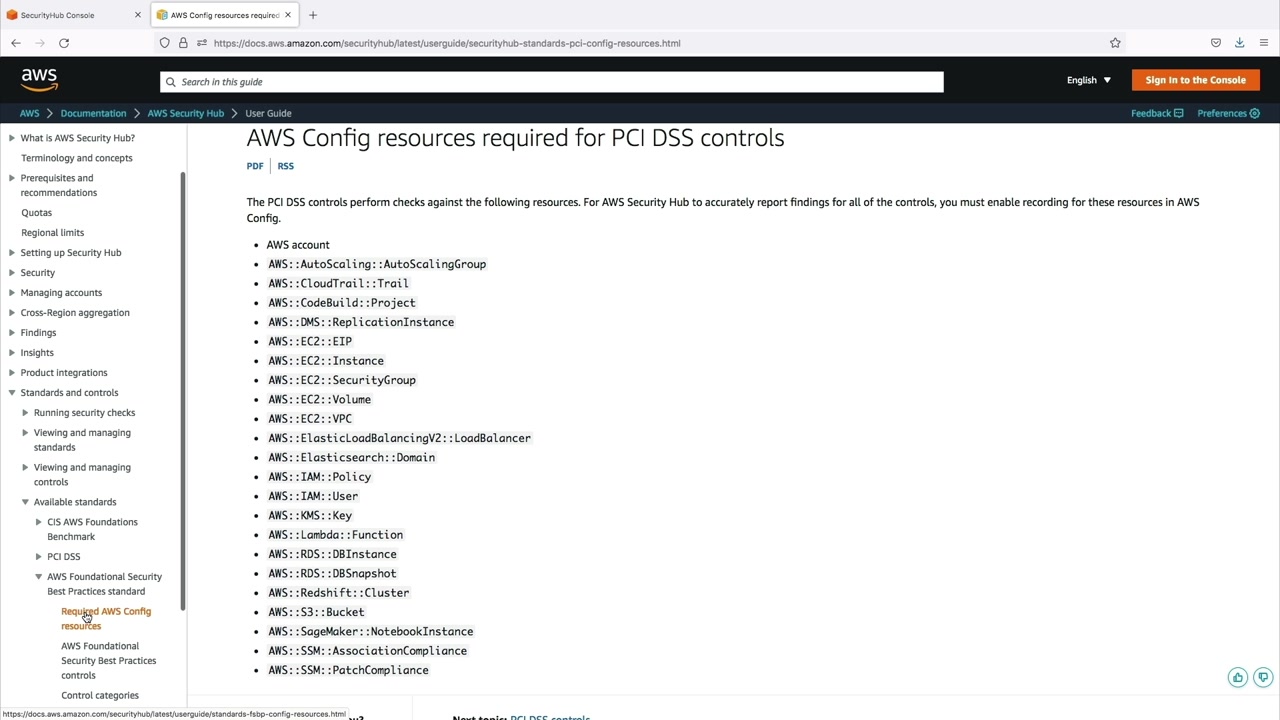 SecurityHub Console
AWS Config resources required
https://docs.aws.amazon.com/securityhub/latest/userguide/securityhub-standards-pci-config-resources.html
aws
Search in this guide
English
Sign In to the Console
AWS
Documentation
AWS Security Hub
User Guide
Feedback
Preferences
What is AWS Security Hub?
Terminology and concepts
Prerequisites and
recommendations
Quotas
Regional limits
Setting up Security Hub
Security
Managing accounts
Cross-Region aggregation
Findings
Insights
Product integrations
Standards and controls
Running security checks
Viewing and managing
standards
Viewing and managing
controls
Available standards
CIS AWS Foundations
Benchmark
PCI DSS
AWS Foundational Security
Best Practices standard
Required AWS Config
resources
AWS Foundational
Security Best Practices
controls
Control categories
https://docs.aws.amazon.com/securityhub/latest/userguide/standards-fsbp-config-resources.html
AWS Config resources required for PCI DSS controls
PDF
RSS
The PCI DSS controls perform checks against the following resources. For AWS Security Hub to accurately report findings for all of the controls, you must enable recording for these resources in AWS
Config.
AWS account
AWS::AutoScaling::AutoScalingGroup
AWS::CloudTrail::Trail
AWS::CodeBuild::Project
AWS::DMS::ReplicationInstance
AWS::EC2::EIP
AWS::EC2::Instance
AWS::EC2::SecurityGroup
AWS::EC2::Volume
AWS::EC2::VPC
AWS::ElasticLoadBalancingV2::LoadBalancer
AWS::Elasticsearch::Domain
AWS::IAM::Policy
AWS::IAM::User
AWS::KMS::Key
AWS::Lambda::Function
AWS::RDS::DBInstance
AWS::RDS::DBSnapshot
AWS::Redshift::Cluster
AWS::S3::Bucket
AWS::SageMaker::NotebookInstance
AWS::SSM::AssociationCompliance
AWS::SSM::PatchCompliance
Next topic: PCI DSS controls